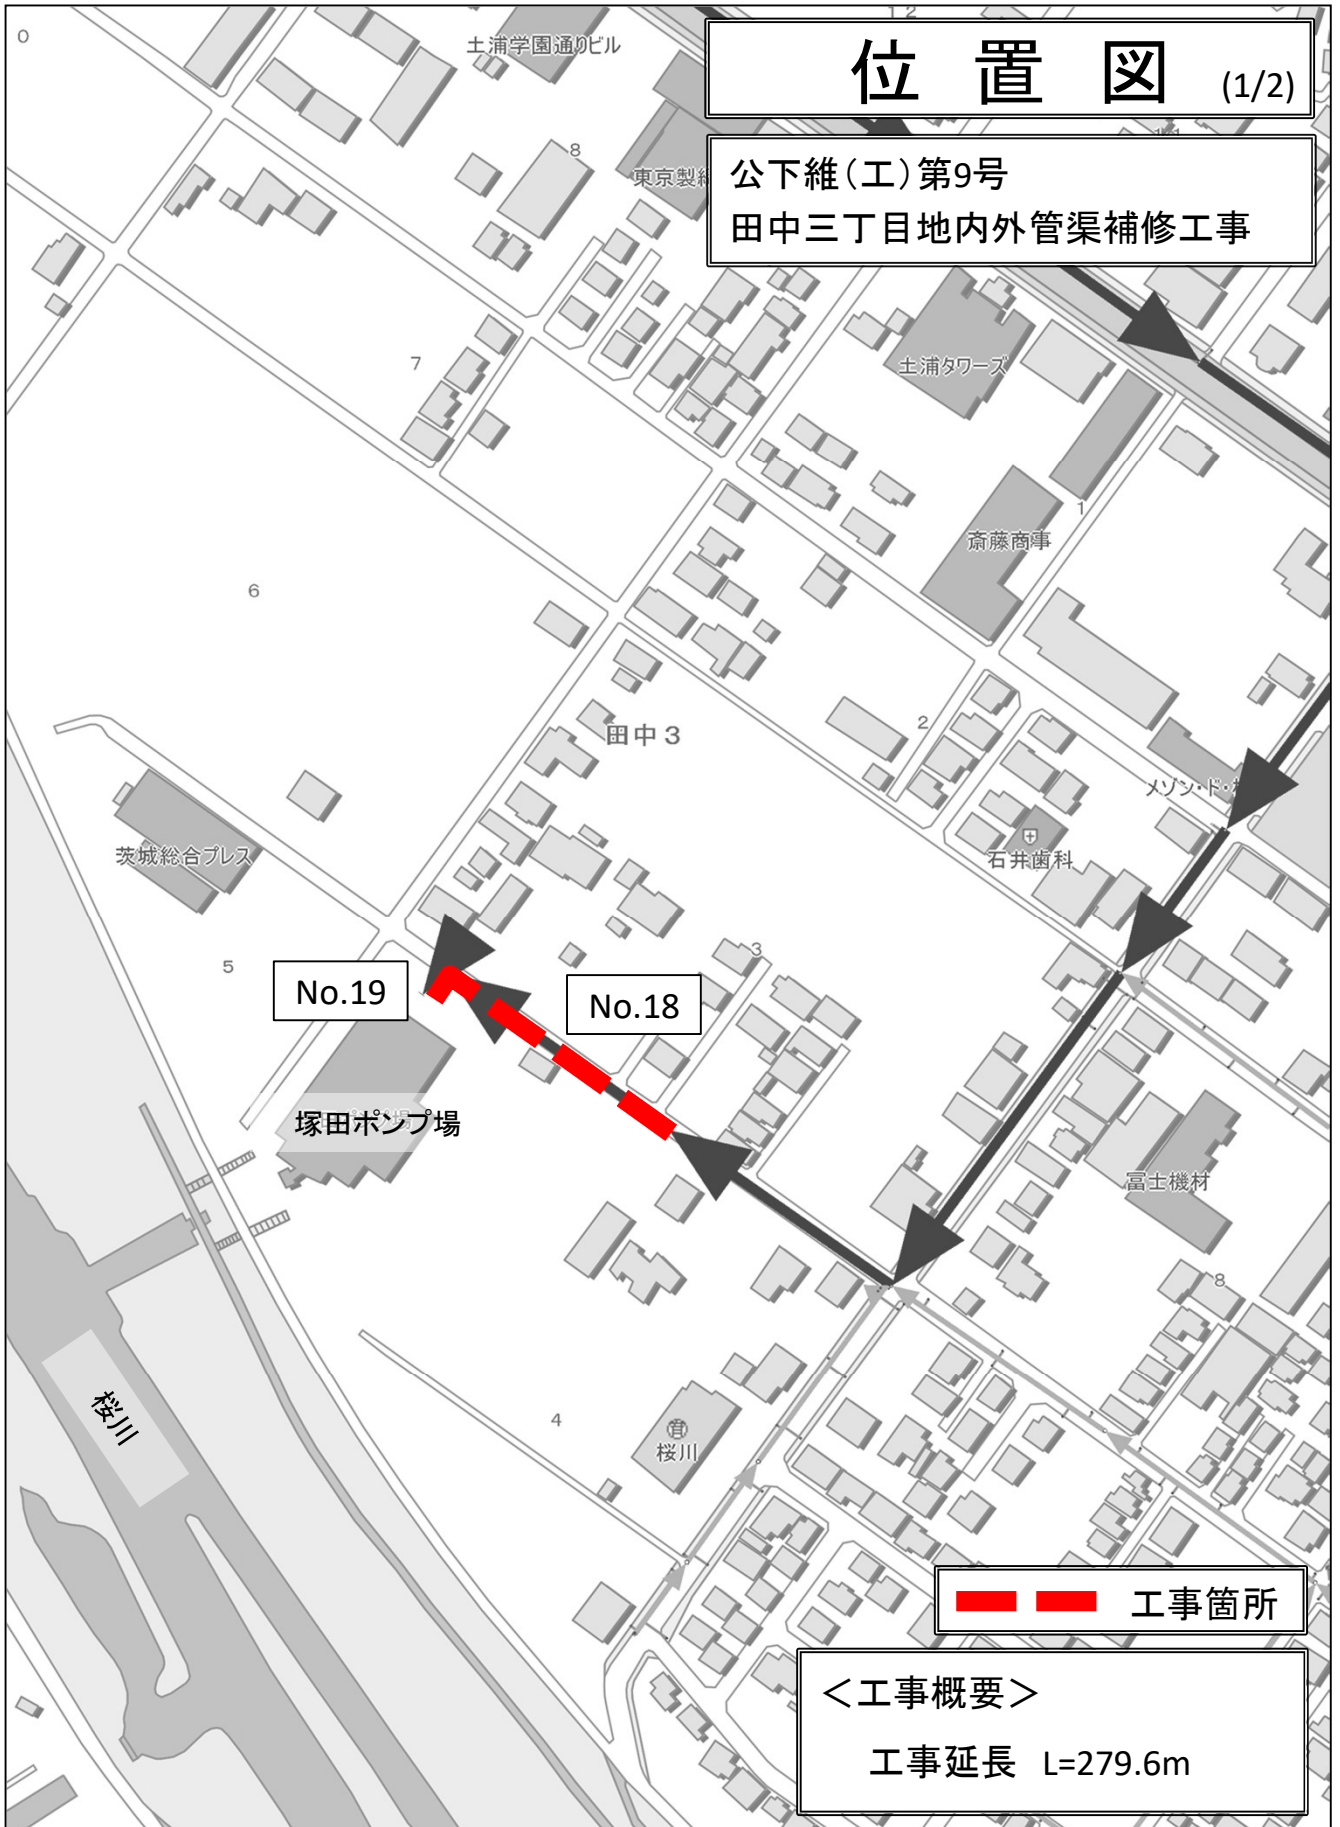 位 置 図 (1/2)
公下維(工)第9号
田中三丁目地内外管渠補修工事
0
12
土浦学園通りビル
8
東京製
7
土浦タワーズ
1
斎藤商事
6
田中3
2
メゾン・ド・
石井歯科
茨城総合プレス
3
5
No.19
No.18
塚田ポンプ場
冨士機材
8
桜川
4
桜川
工事箇所
<工事概要>
工事延長 L=279.6m